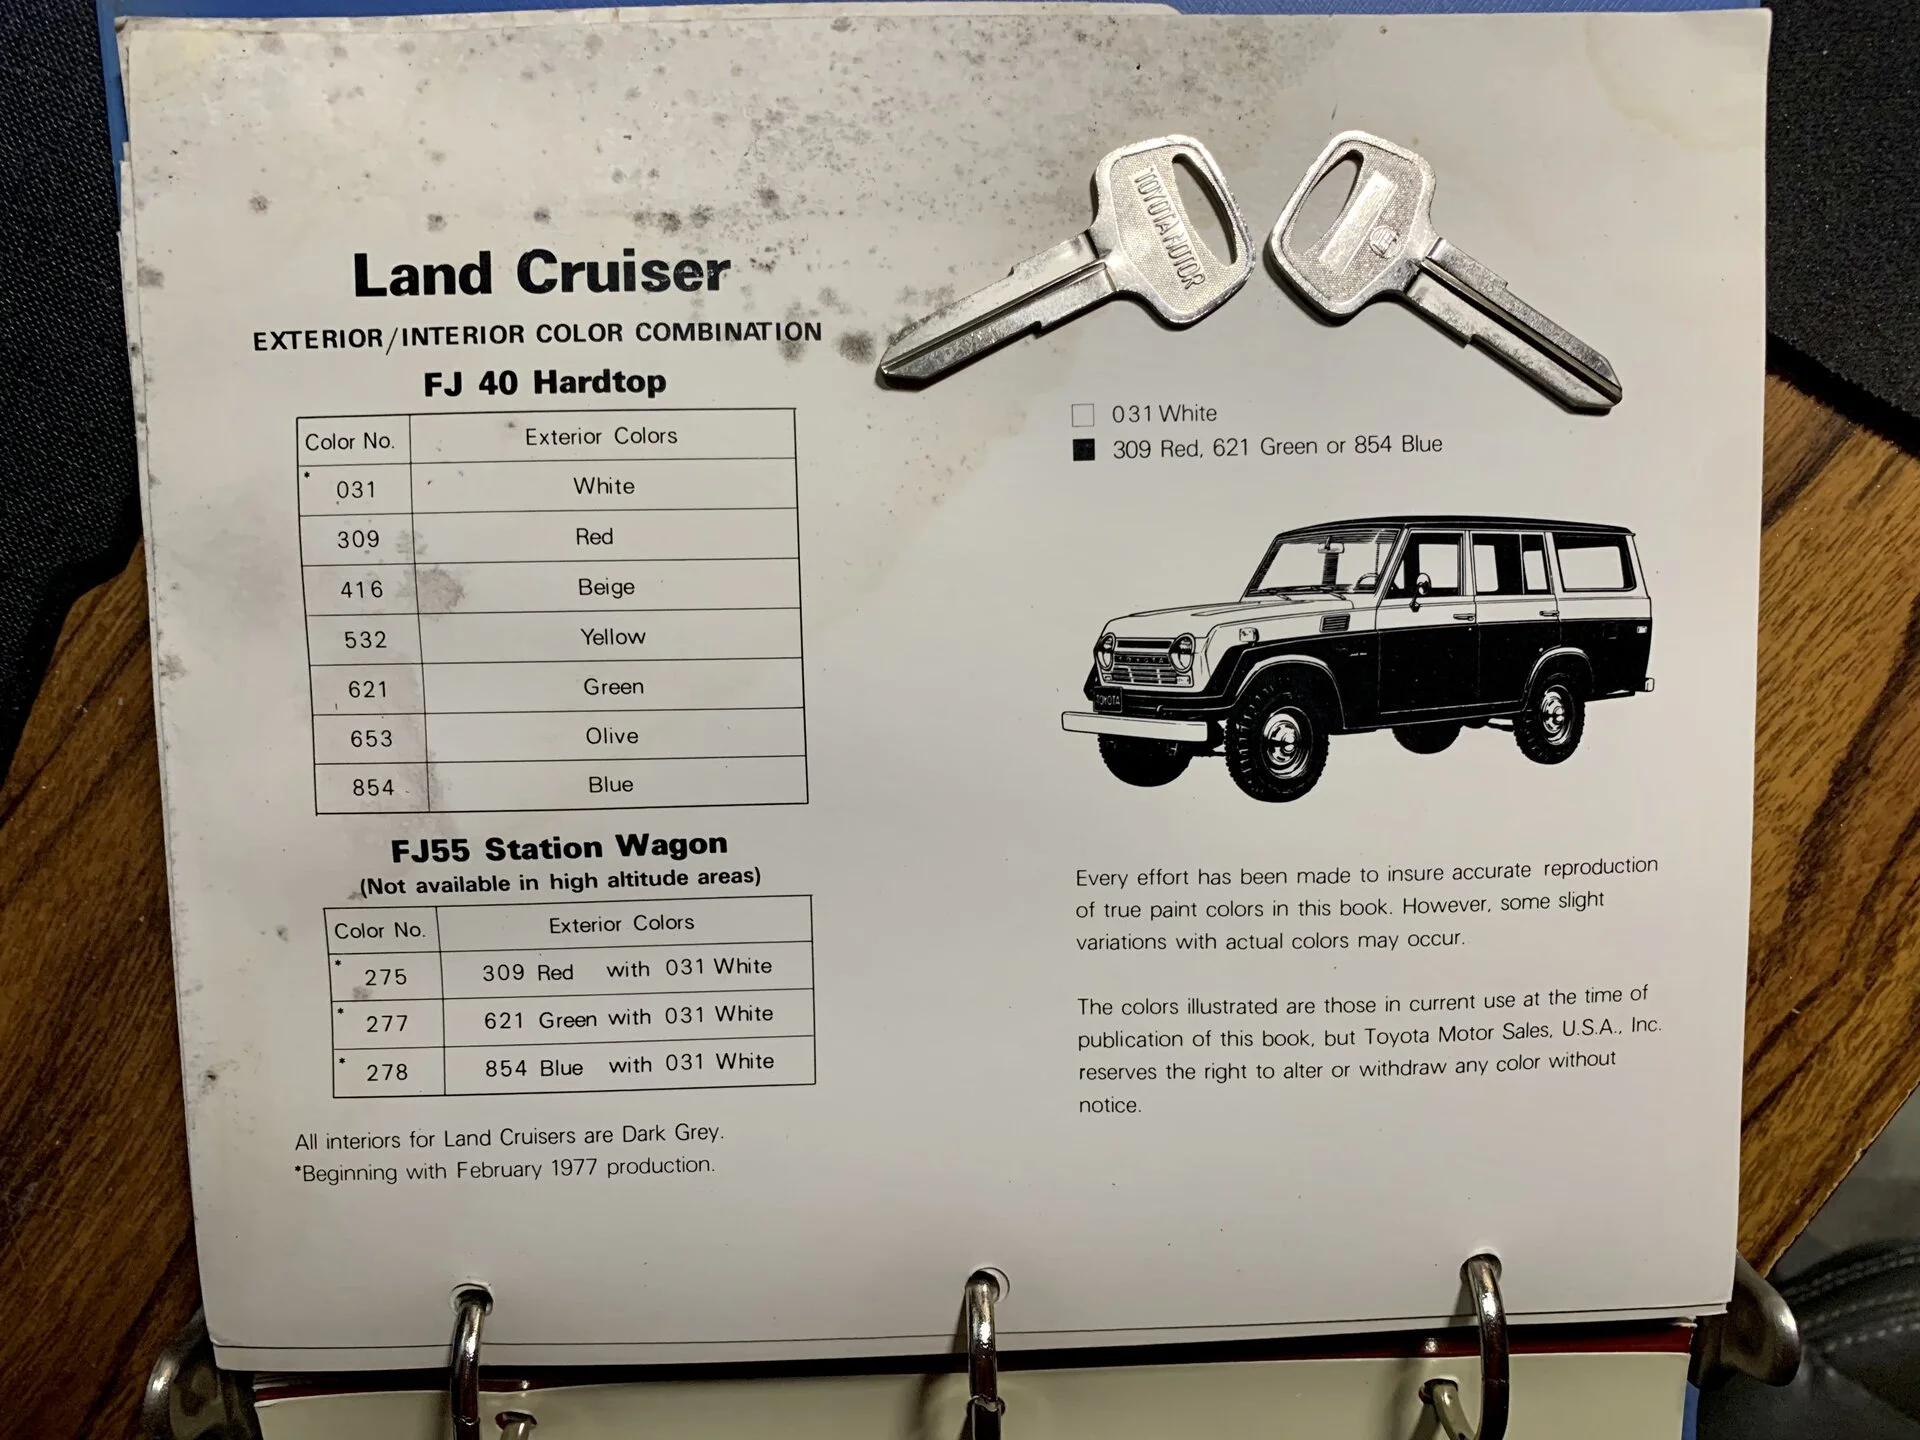 TOYOTA MOTOR
Land Cruiser
EXTERIOR/INTERIOR COLOR COMBINATION
FJ 40 Hardtop
Color No. Exterior Colors
* 031 White
309 Red
416 Beige
532 Yellow
621 Green
653 Olive
854 Blue
FJ55 Station Wagon
(Not available in high altitude areas)
Color No. Exterior Colors
* 275 309 Red with 031 White
* 277 621 Green with 031 White
* 278 854 Blue with 031 White
All interiors for Land Cruisers are Dark Grey.
*Beginning with February 1977 production.
031 White
309 Red, 621 Green or 854 Blue
TOYOTA
TOYOTA
Every effort has been made to insure accurate reproduction
of true paint colors in this book. However, some slight
variations with actual colors may occur.
The colors illustrated are those in current use at the time of
publication of this book, but Toyota Motor Sales, U.S.A., Inc.
reserves the right to alter or withdraw any color without
notice.